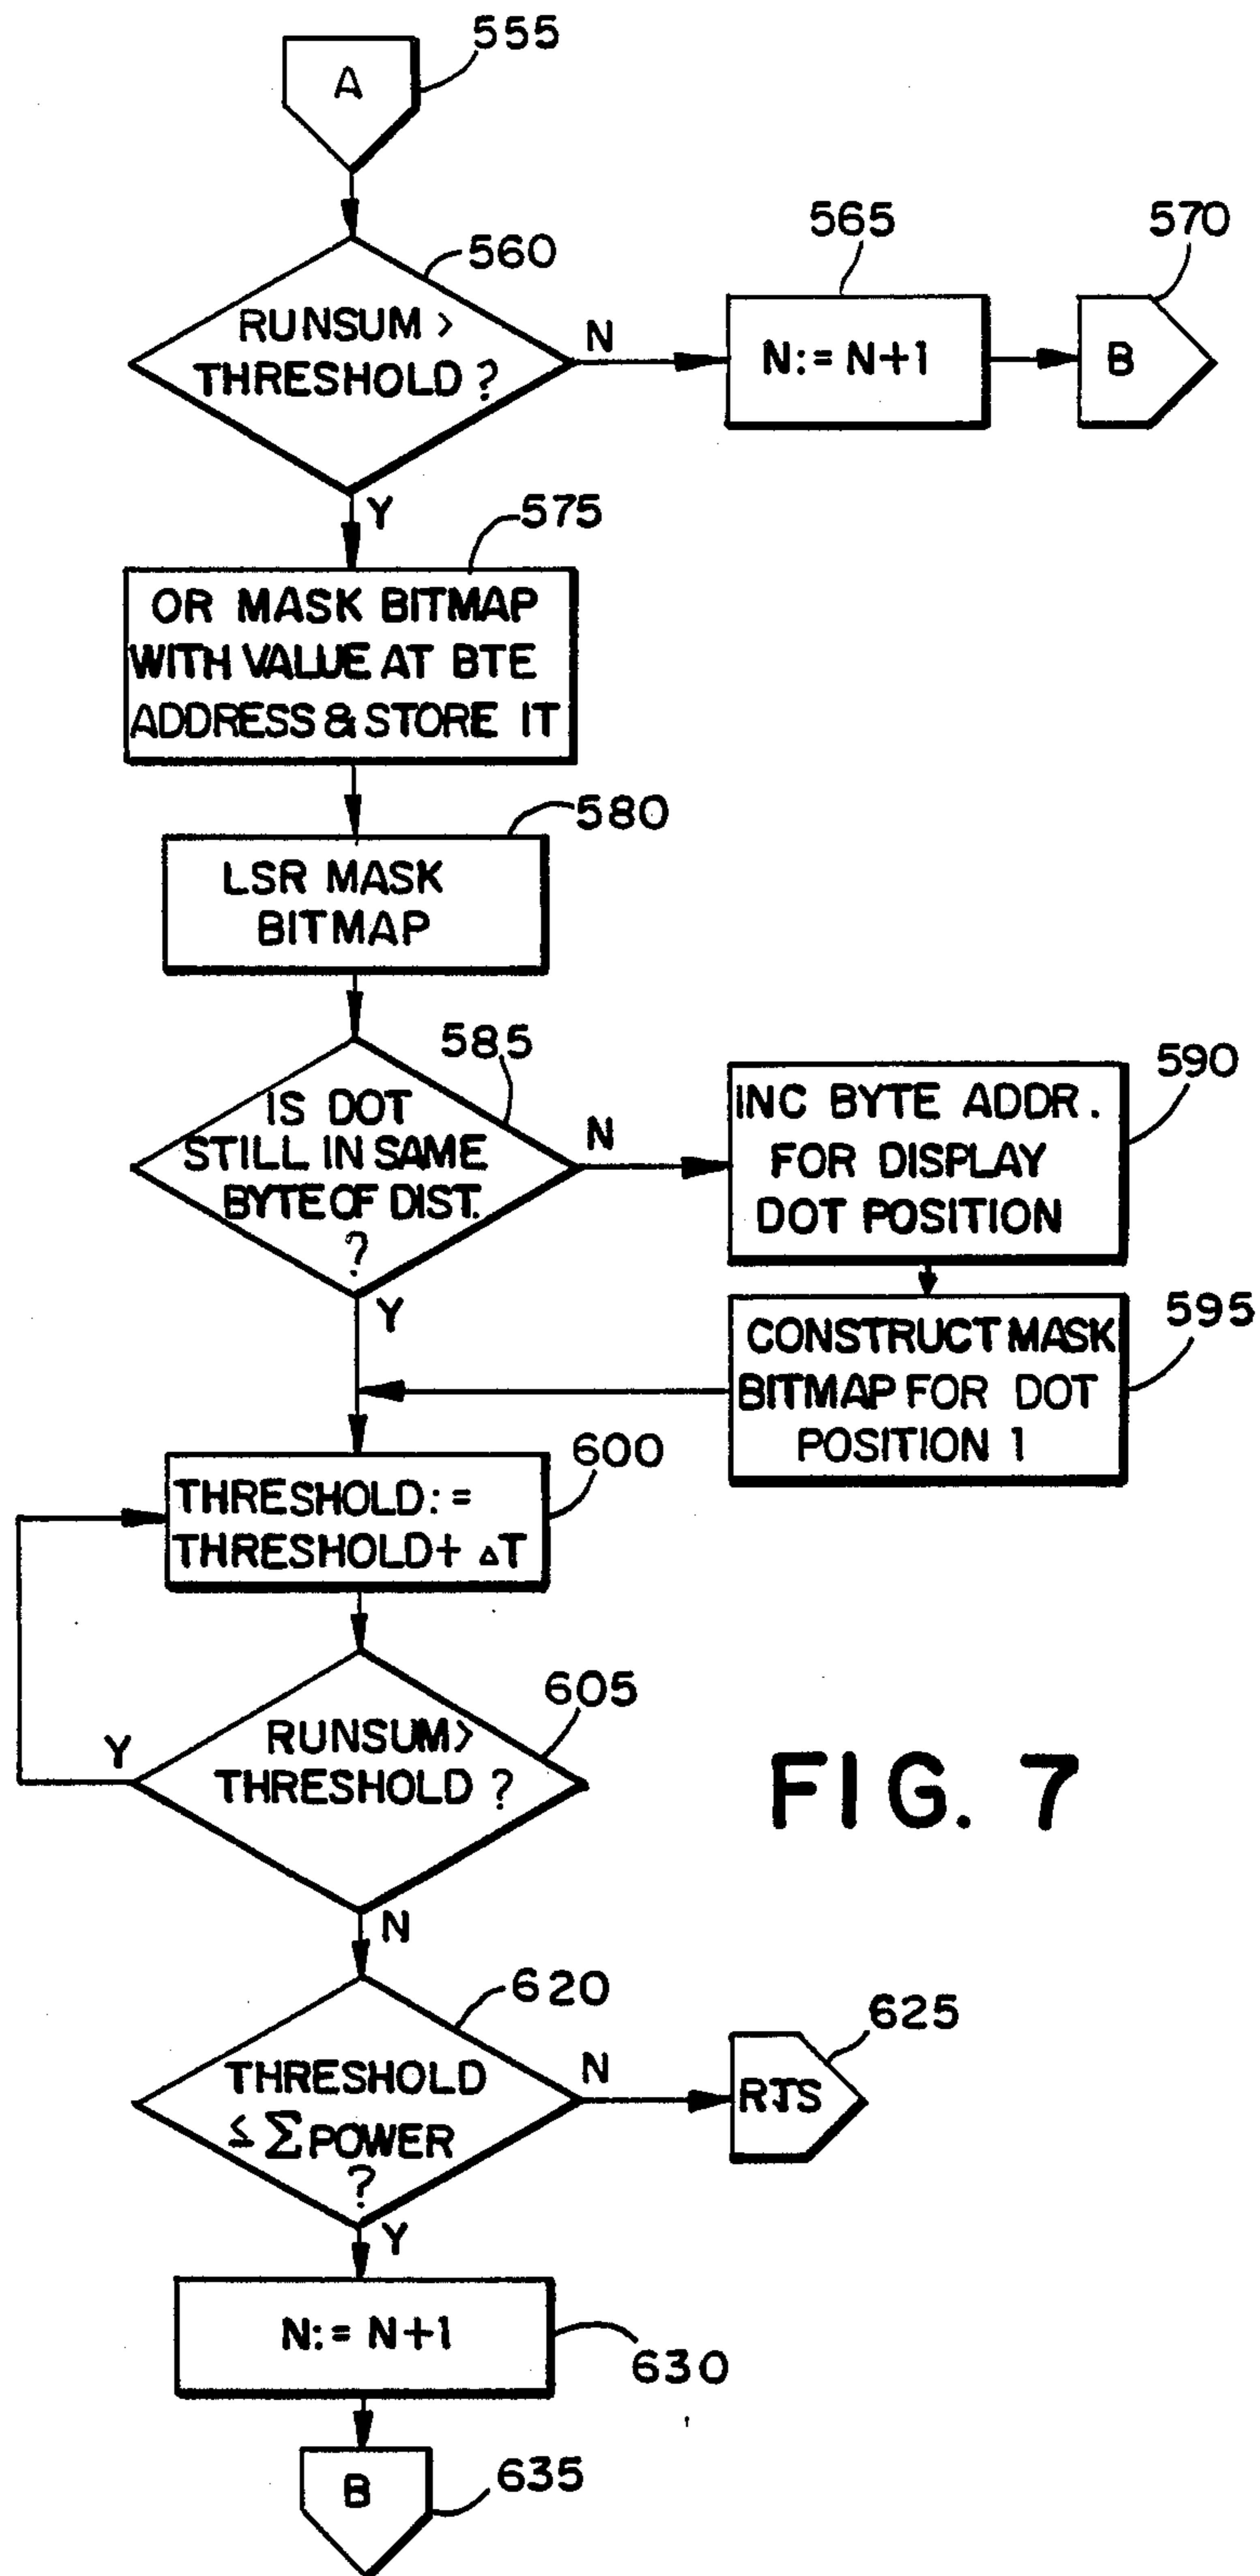 A
555
560
RUNSUM >
THRESHOLD ?
N
565
N:= N+1
570
B
Y
575
OR MASK BITMAP
WITH VALUE AT BTE
ADDRESS & STORE IT
580
LSR MASK
BITMAP
585
IS DOT
STILL IN SAME
BYTE OF DIST.
?
N
590
INC BYTE ADDR.
FOR DISPLAY
DOT POSITION
Y
595
CONSTRUCT MASK
BITMAP FOR DOT
POSITION 1
600
THRESHOLD:=
THRESHOLD+ ΔT
605
RUNSUM>
THRESHOLD ?
Y
N
FIG. 7
620
THRESHOLD
≤ ΣPOWER
?
N
625
RTS
Y
N:= N+1
630
B
635